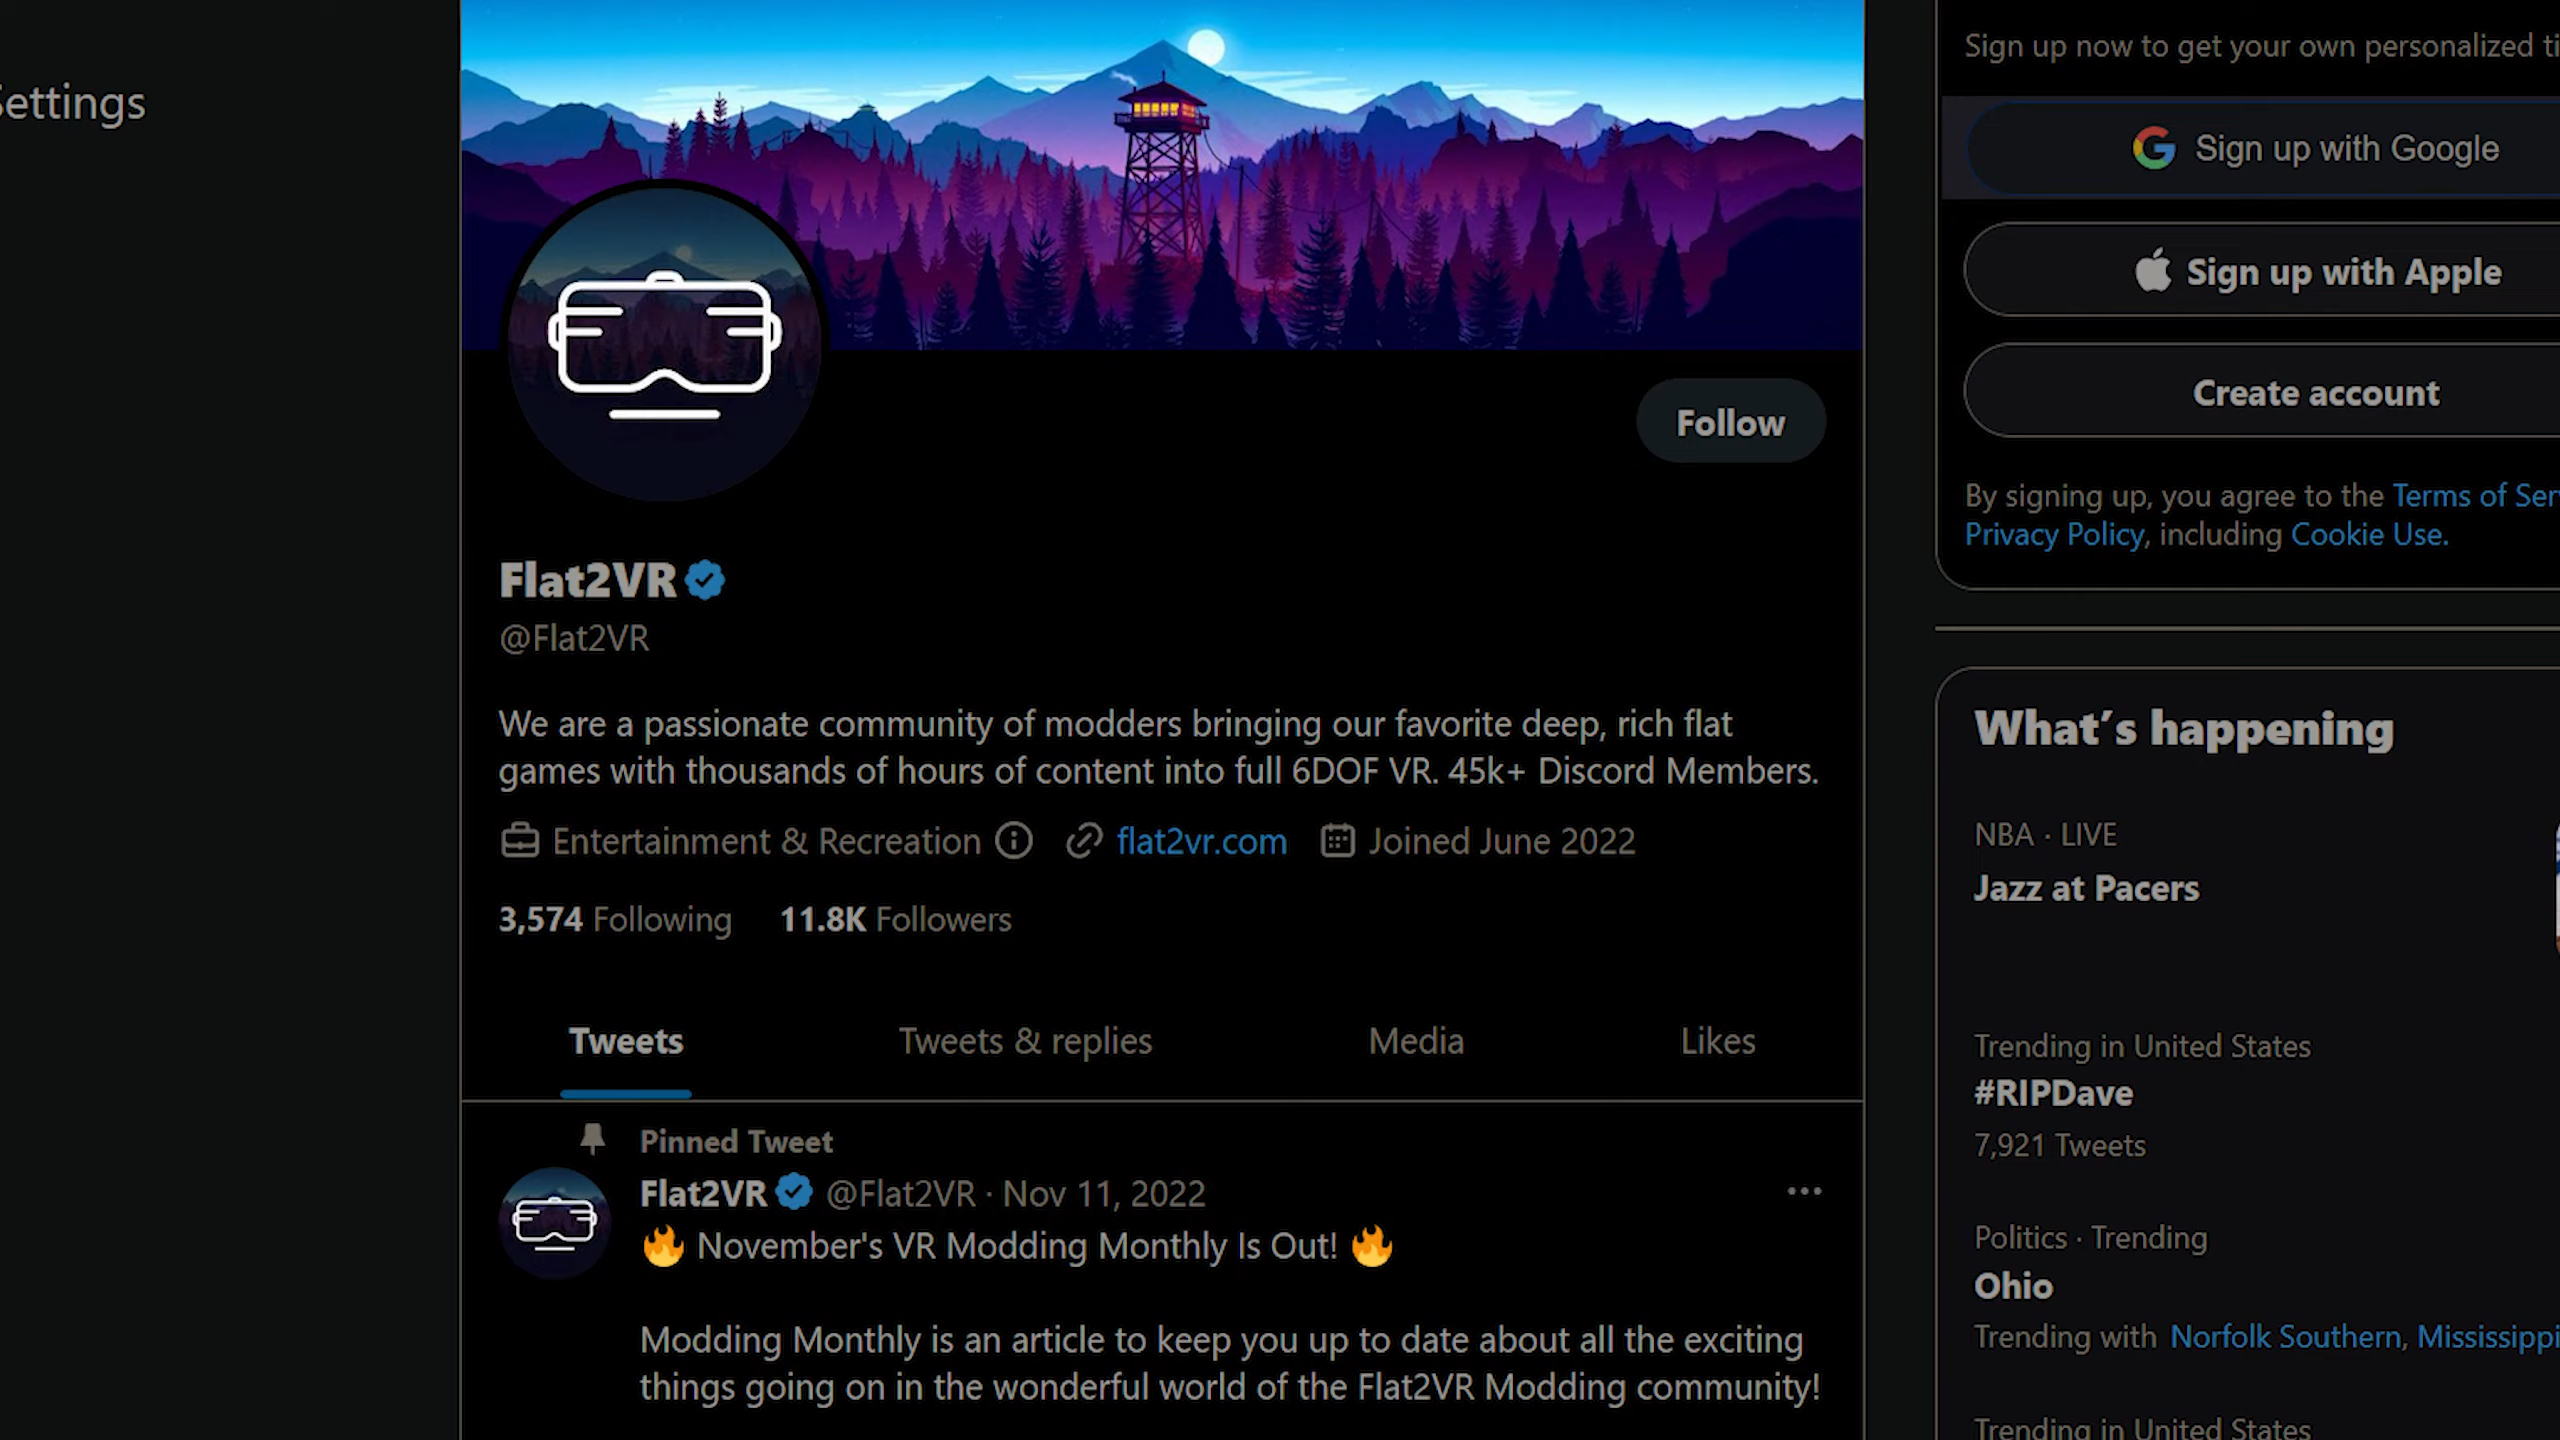 Settings
Flat2VR
@Flat2VR
Follow
We are a passionate community of modders bringing our favorite deep, rich flat
games with thousands of hours of content into full 6DOF VR. 45k+ Discord Members.
Entertainment & Recreation flat2vr.com Joined June 2022
3,574 Following 11.8K Followers
Tweets Tweets & replies Media Likes
Pinned Tweet
Flat2VR @Flat2VR · Nov 11, 2022
🔥 November's VR Modding Monthly Is Out! 🔥
Modding Monthly is an article to keep you up to date about all the exciting
things going on in the wonderful world of the Flat2VR Modding community!
Sign up now to get your own personalized
Sign up with Google
Sign up with Apple
Create account
By signing up, you agree to the Terms of
Privacy Policy, including Cookie Use.
What's happening
NBA · LIVE
Jazz at Pacers
Trending in United States
#RIPDave
7,921 Tweets
Politics · Trending
Ohio
Trending with Norfolk Southern, Mississippi
Trending in United States